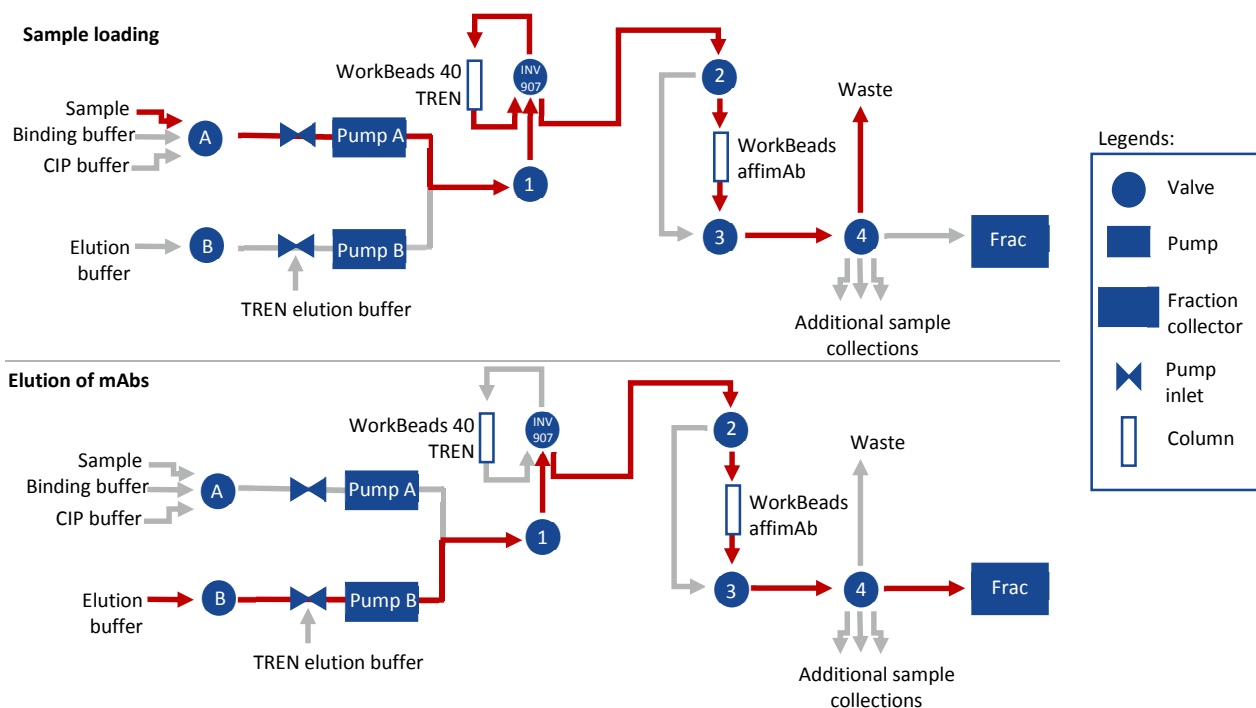 Sample loading
WorkBeads 40
TREN
INV
907
2
Waste
Sample
Binding buffer
CIP buffer
A
Pump A
1
WorkBeads
affimAb
3
4
Frac
Elution
buffer
B
Pump B
TREN elution buffer
Additional sample
collections
Legends:
Valve
Pump
Fraction
collector
Pump
inlet
Column
Elution of mAbs
WorkBeads 40
TREN
INV
907
2
Waste
Sample
Binding buffer
CIP buffer
A
Pump A
1
WorkBeads
affimAb
3
4
Frac
Elution
buffer
B
Pump B
TREN elution buffer
Additional sample
collections